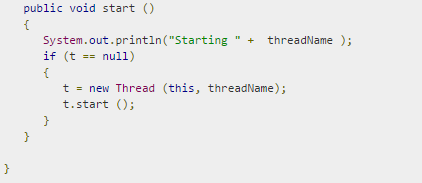 public void start ()
{
System.out.println("Starting " +  threadName );
if (t == null)
{
t = new Thread (this, threadName);
t.start ();
}
}
}